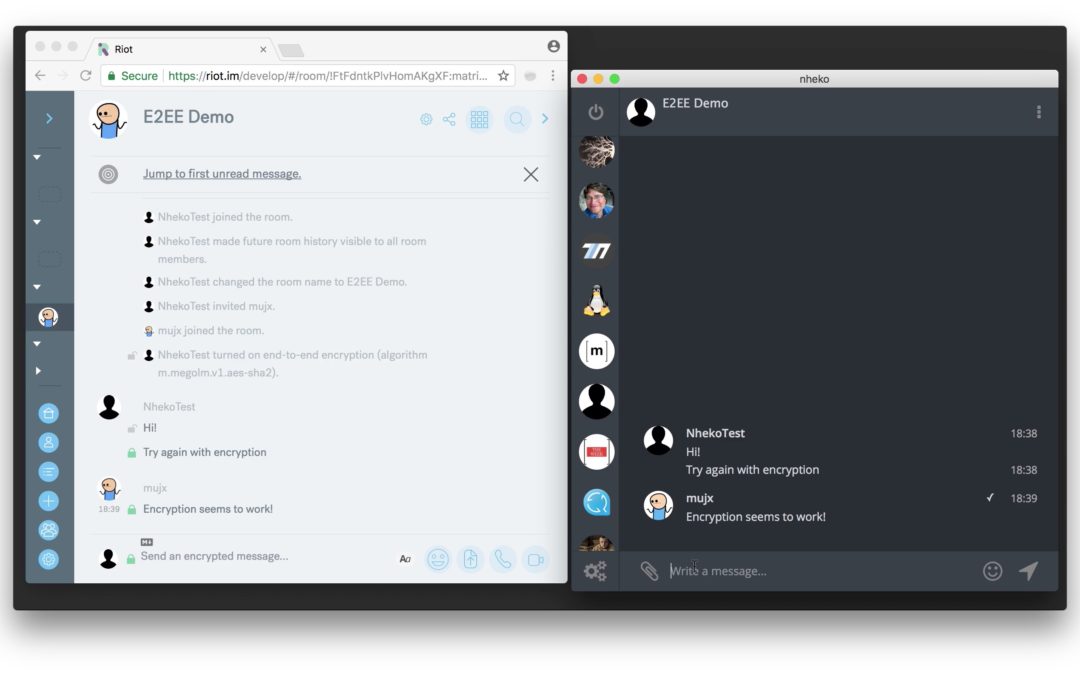 Riot
Secure
https://riot.im/develop/#/room/!FtFdntkPlvHomAKgXF:matri...
E2EE Demo
Jump to first unread message.
NhekoTest joined the room.
NhekoTest made future room history visible to all room
members.
NhekoTest changed the room name to E2EE Demo.
NhekoTest invited mujx.
mujx joined the room.
NhekoTest turned on end-to-end encryption (algorithm
m.megolm.v1.aes-sha2).
NhekoTest
Hi!
Try again with encryption
mujx
18:39 Encryption seems to work!
M
Send an encrypted message...
Aa
nheko
E2EE Demo
[m]
NhekoTest 18:38
Hi!
Try again with encryption 18:38
mujx ✓ 18:39
Encryption seems to work!
Write a message...